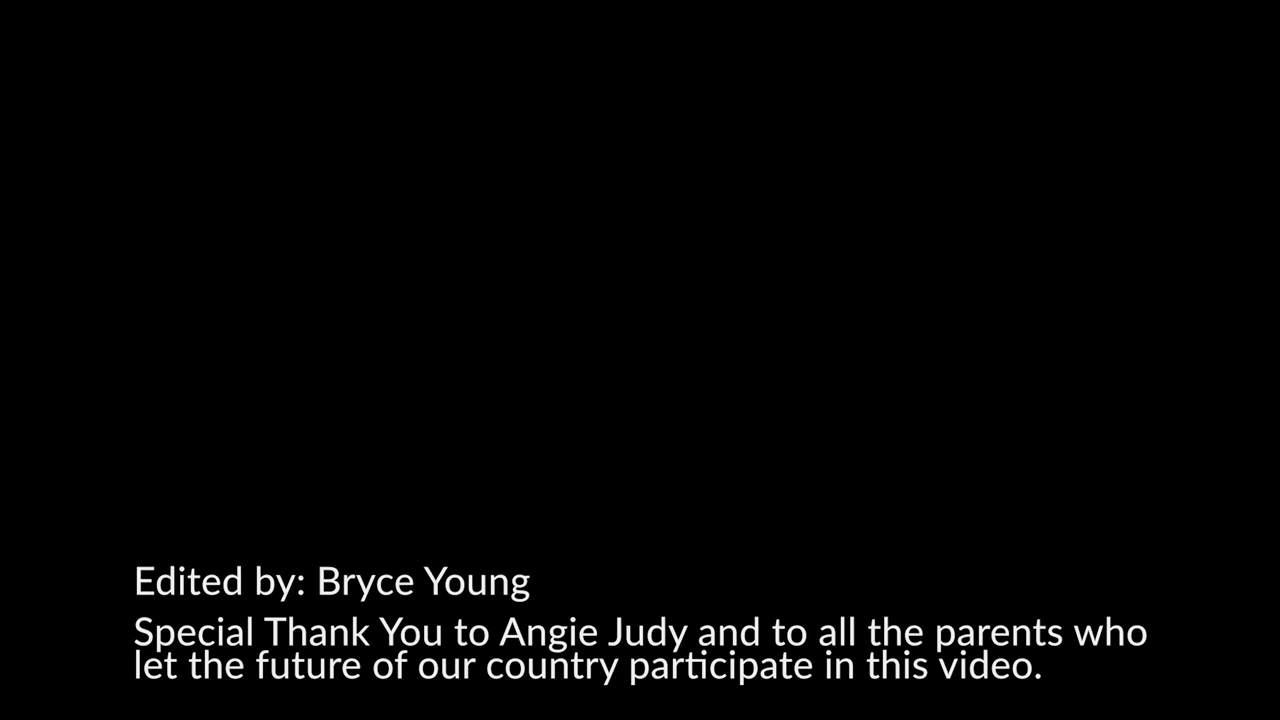 Edited by: Bryce Young
Special Thank You to Angie Judy and to all the parents who
let the future of our country participate in this video.